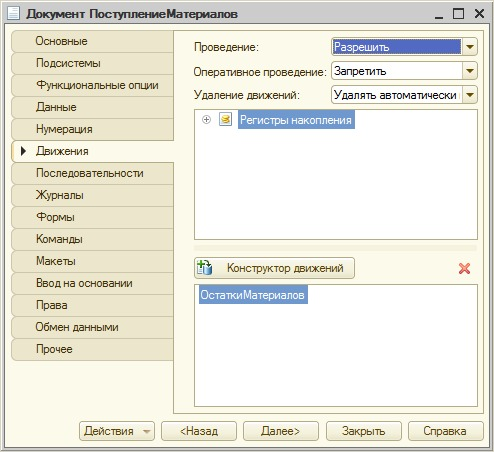 Документ ПоступлениеМатериалов
Основные
Подсистемы
Функциональные опции
Данные
Нумерация
Движения
Последовательности
Журналы
Формы
Команды
Макеты
Ввод на основании
Права
Обмен данными
Прочее
Проведение: Разрешить
Оперативное проведение: Запретить
Удаление движений: Удалять автоматически
Регистры накопления
Конструктор движений
ОстаткиМатериалов
Действия <Назад Далее> Закрыть Справка